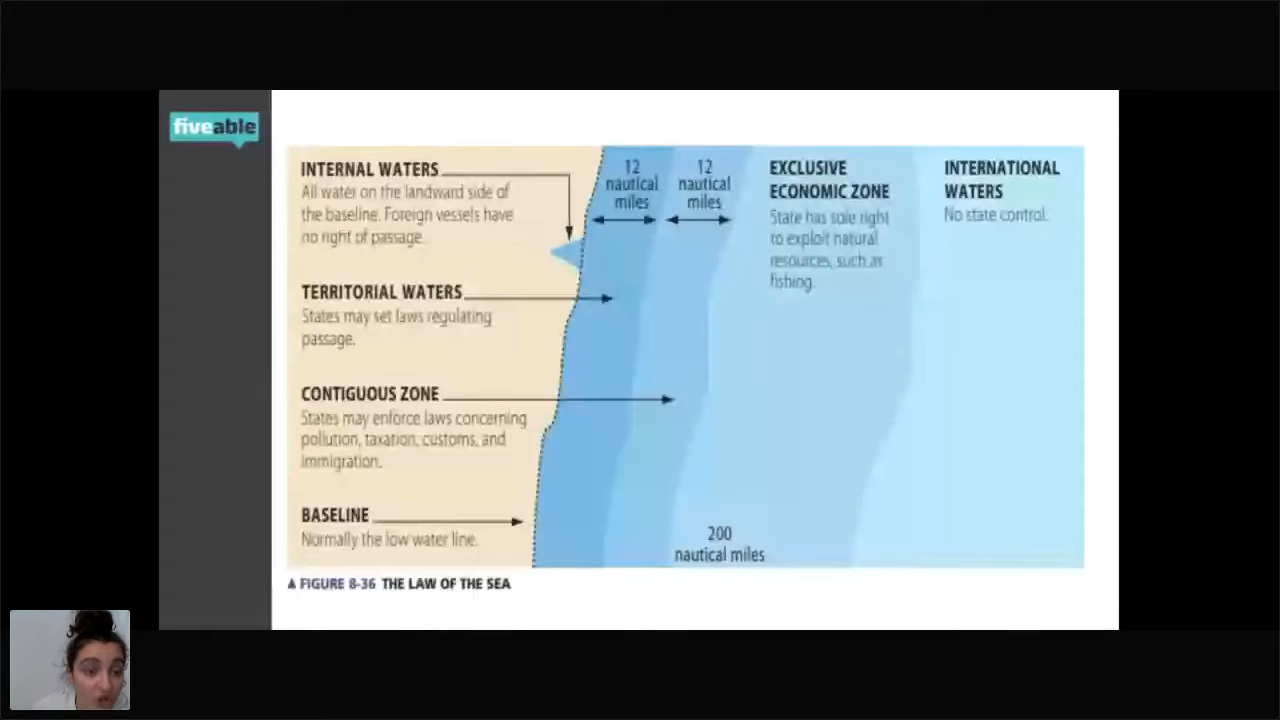 fiveable
INTERNAL WATERS
All water on the landward side of
the baseline. Foreign vessels have
no right of passage.
TERRITORIAL WATERS
States may set laws regulating
passage.
CONTIGUOUS ZONE
States may enforce laws concerning
pollution, taxation, customs, and
immigration.
BASELINE
Normally the low water line.
12
nautical
miles
12
nautical
miles
EXCLUSIVE
ECONOMIC ZONE
State has sole right
to exploit natural
resources, such as
fishing.
INTERNATIONAL
WATERS
No state control.
200
nautical miles
▲ FIGURE 8-36 THE LAW OF THE SEA